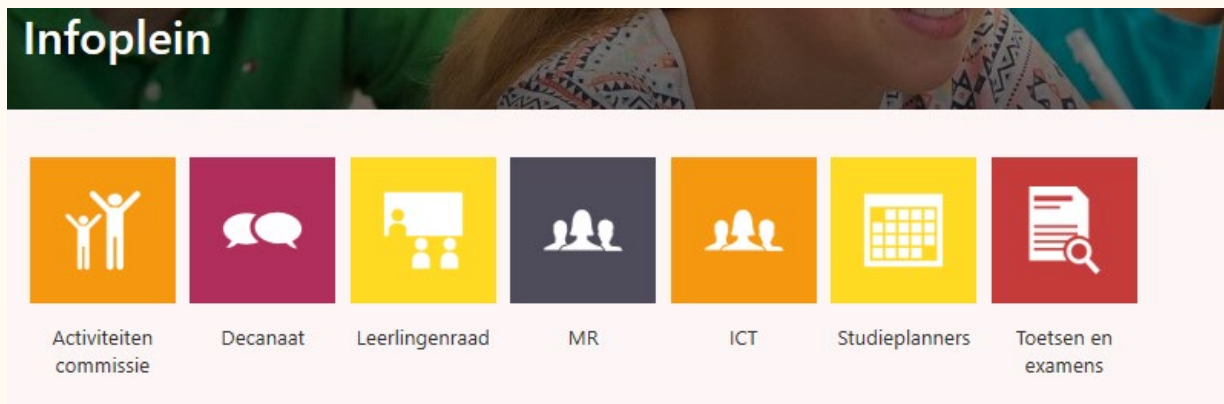 Infoplein
Activiteiten
commissie
Decanaat
Leerlingenraad
MR
ICT
Studieplanners
Toetsen en
examens